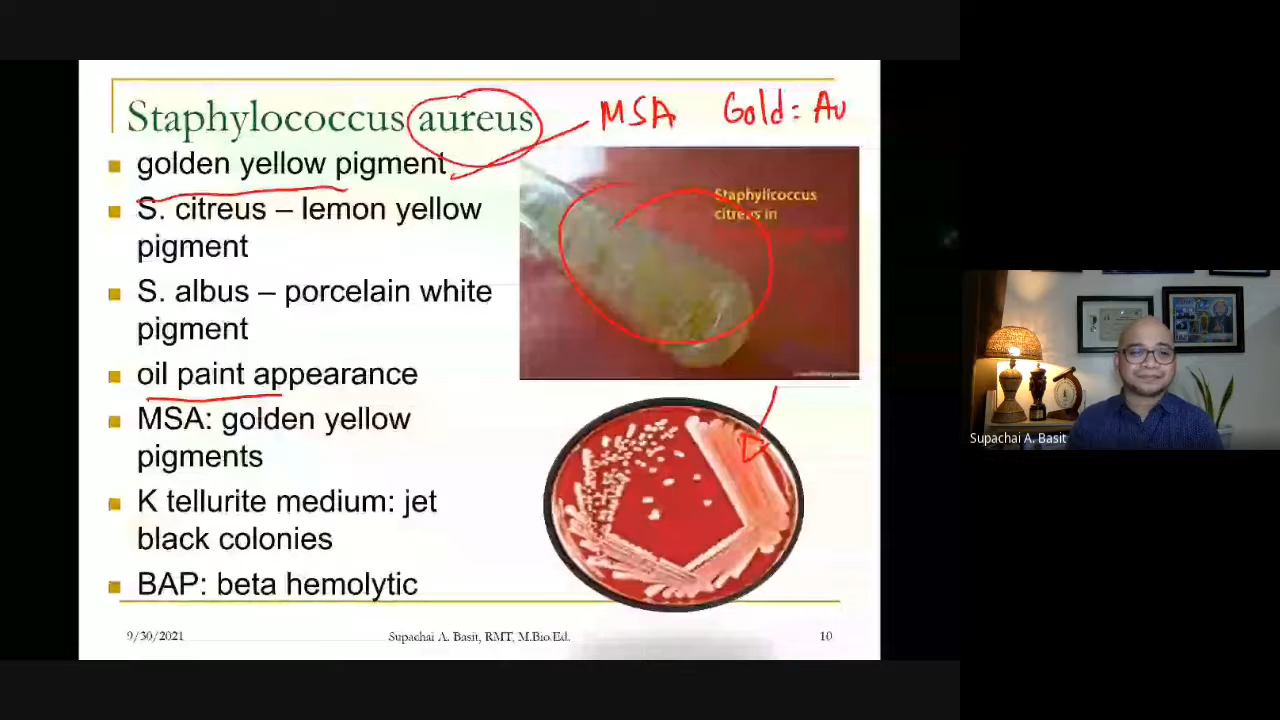 Staphylococcus aureus
MSA
Gold: Au
golden yellow pigment
S. citreus – lemon yellow
pigment
S. albus – porcelain white
pigment
oil paint appearance
MSA: golden yellow
pigments
K tellurite medium: jet
black colonies
BAP: beta hemolytic
Staphylicoccus
citreus in
9/30/2021
Supachai A. Basit, RMT, M.Bio.Ed.
10
Supachai A. Basit